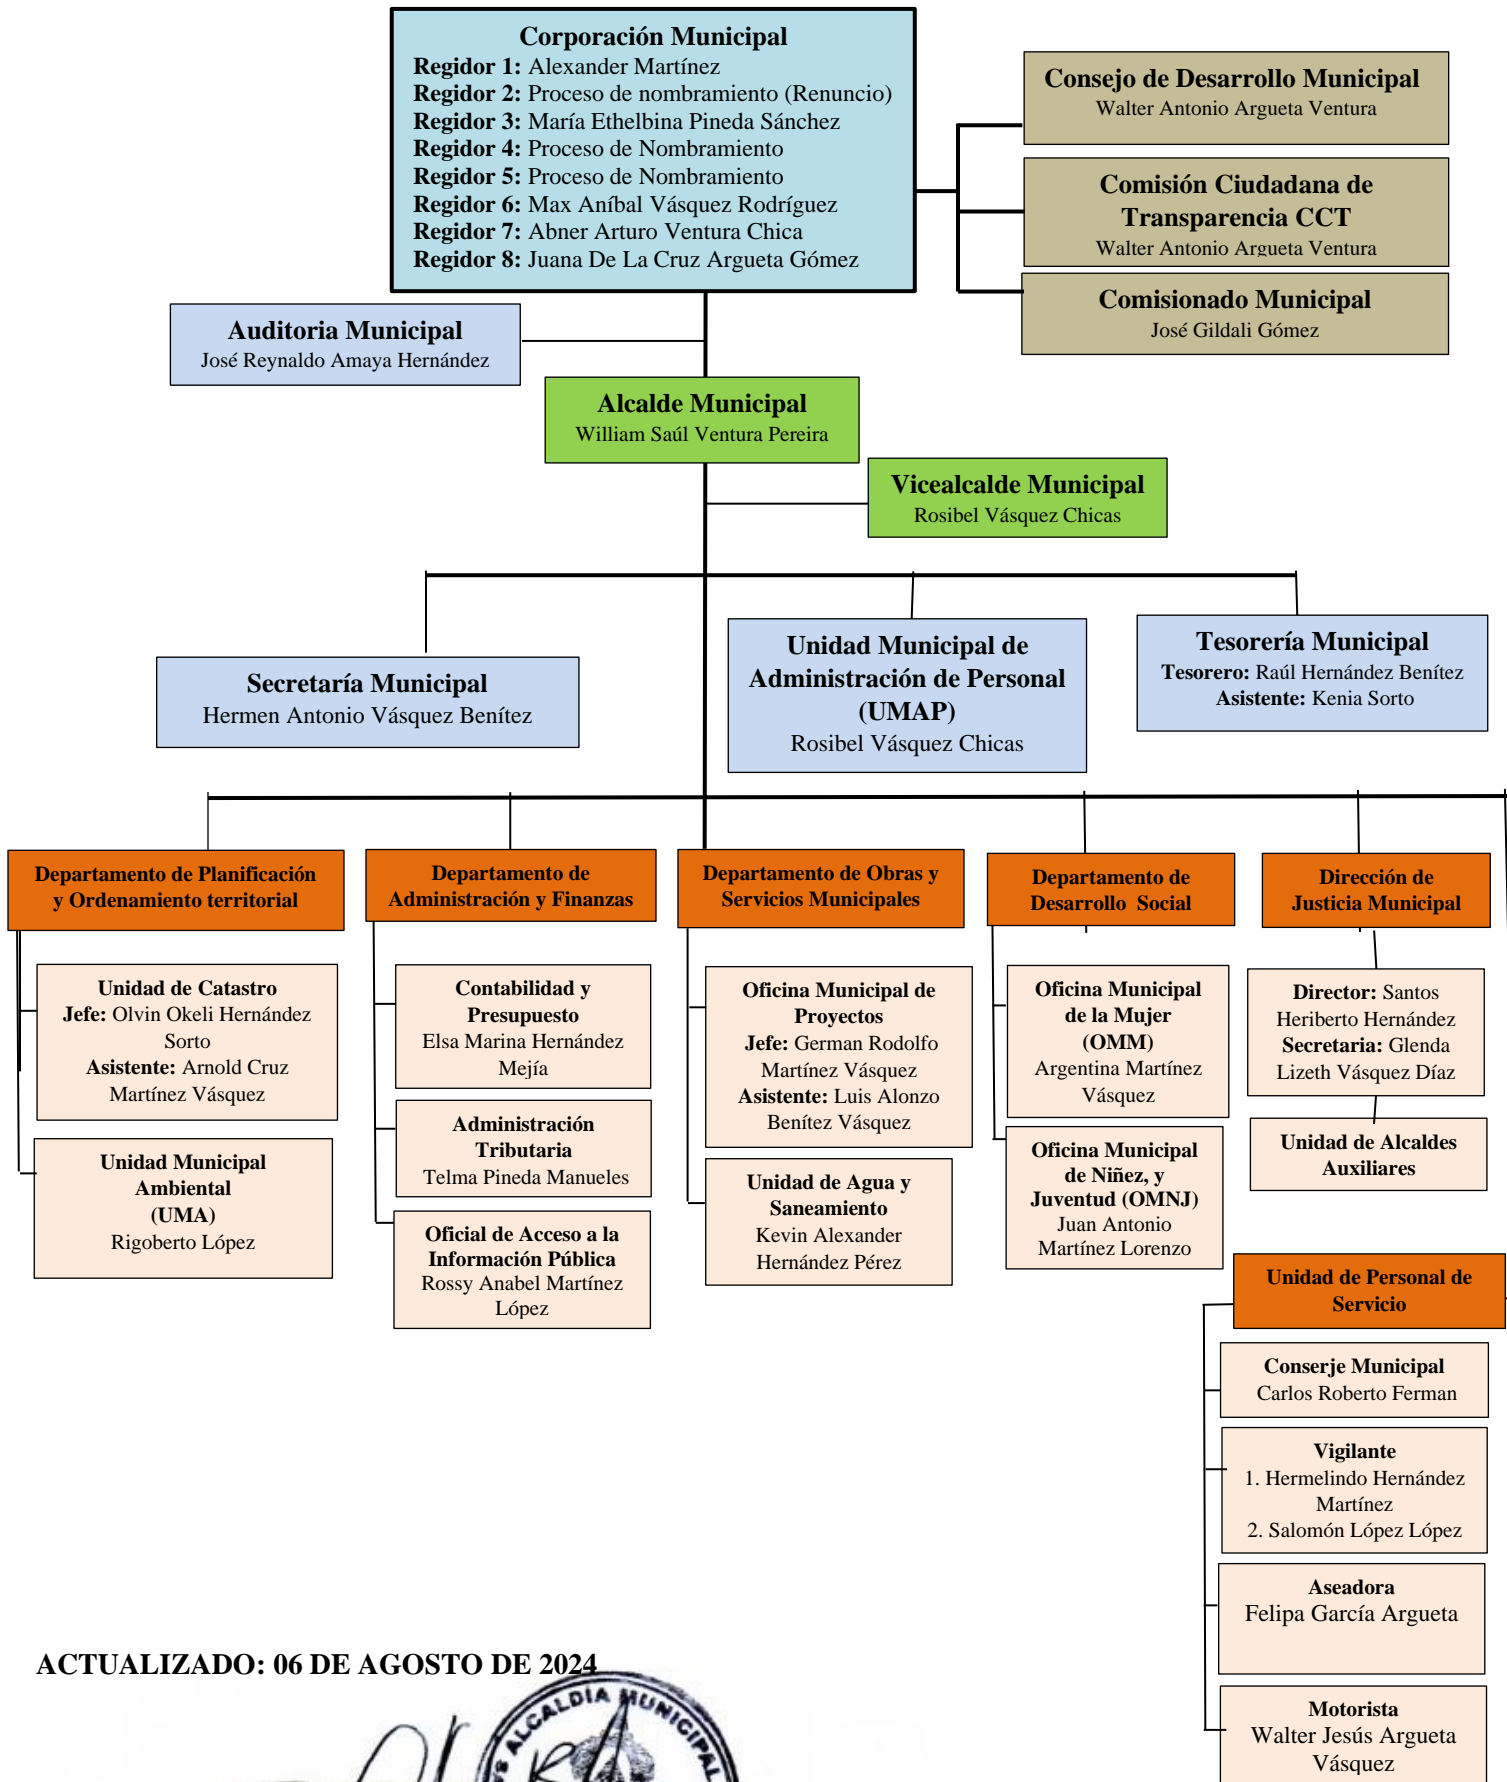 Corporación Municipal
Regidor 1: Alexander Martínez
Regidor 2: Proceso de nombramiento (Renuncio)
Regidor 3: María Ethelbina Pineda Sánchez
Regidor 4: Proceso de Nombramiento
Regidor 5: Proceso de Nombramiento
Regidor 6: Max Aníbal Vásquez Rodríguez
Regidor 7: Abner Arturo Ventura Chica
Regidor 8: Juana De La Cruz Argueta Gómez
Consejo de Desarrollo Municipal
Walter Antonio Argueta Ventura
Comisión Ciudadana de
Transparencia CCT
Walter Antonio Argueta Ventura
Comisionado Municipal
José Gildali Gómez
Auditoria Municipal
José Reynaldo Amaya Hernández
Alcalde Municipal
William Saúl Ventura Pereira
Vicealcalde Municipal
Rosibel Vásquez Chicas
Secretaría Municipal
Hermen Antonio Vásquez Benítez
Unidad Municipal de
Administración de Personal
(UMAP)
Rosibel Vásquez Chicas
Tesorería Municipal
Tesorero: Raúl Hernández Benítez
Asistente: Kenia Sorto
Departamento de Planificación
y Ordenamiento territorial
Unidad de Catastro
Jefe: Olvin Okeli Hernández
Sorto
Asistente: Arnold Cruz
Martínez Vásquez
Unidad Municipal
Ambiental
(UMA)
Rigoberto López
Departamento de
Administración y Finanzas
Contabilidad y
Presupuesto
Elsa Marina Hernández
Mejía
Administración
Tributaria
Telma Pineda Manueles
Oficial de Acceso a la
Información Pública
Rossy Anabel Martínez
López
Departamento de Obras y
Servicios Municipales
Oficina Municipal de
Proyectos
Jefe: German Rodolfo
Martínez Vásquez
Asistente: Luis Alonzo
Benítez Vásquez
Unidad de Agua y
Saneamiento
Kevin Alexander
Hernández Pérez
Departamento de
Desarrollo Social
Oficina Municipal
de la Mujer
(OMM)
Argentina Martínez
Vásquez
Oficina Municipal
de Niñez, y
Juventud (OMNJ)
Juan Antonio
Martínez Lorenzo
Dirección de
Justicia Municipal
Director: Santos
Heriberto Hernández
Secretaria: Glenda
Lizeth Vásquez Díaz
Unidad de Alcaldes
Auxiliares
Unidad de Personal de
Servicio
Conserje Municipal
Carlos Roberto Ferman
Vigilante
1. Hermelindo Hernández
Martínez
2. Salomón López López
Aseadora
Felipa García Argueta
Motorista
Walter Jesús Argueta
Vásquez
ACTUALIZADO: 06 DE AGOSTO DE 2024
ALCALDIA MUNICIPAL